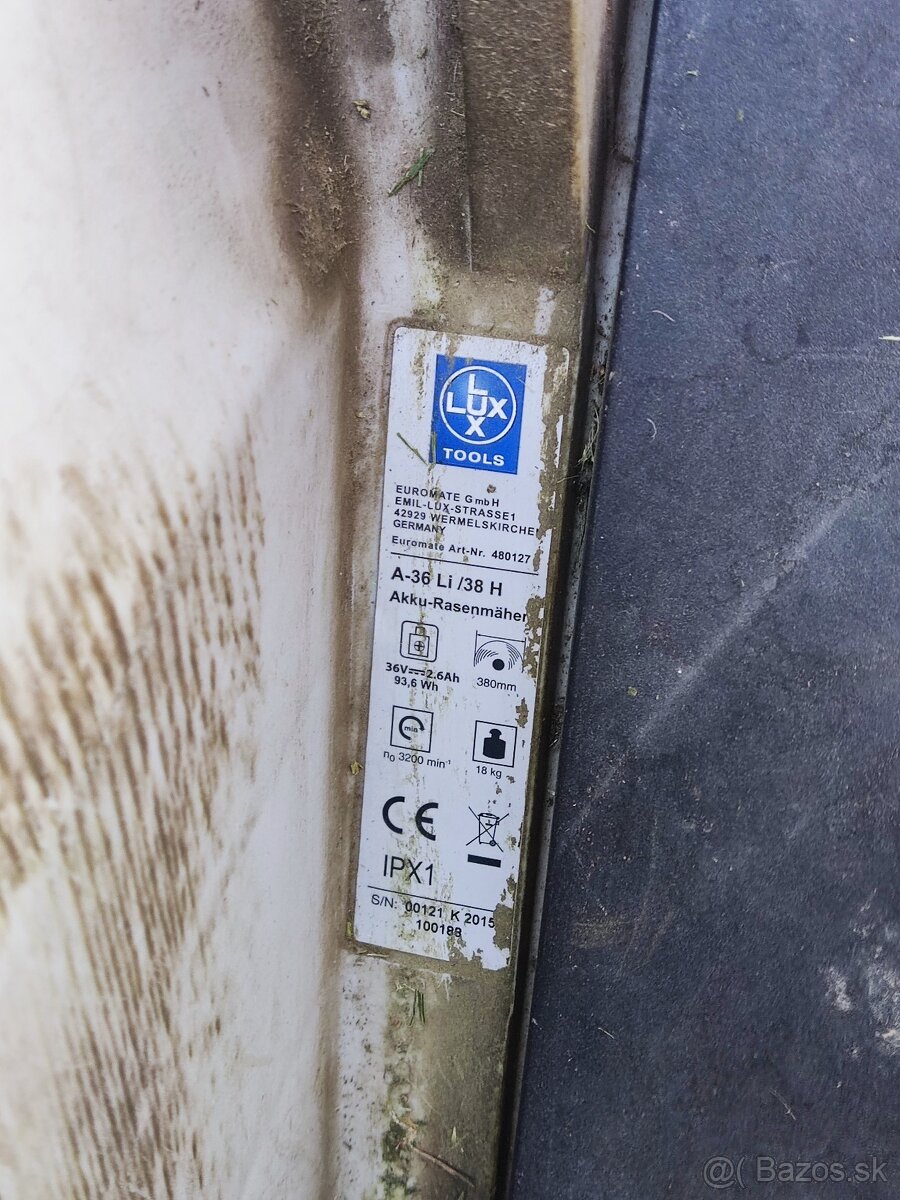 L
LUX
X
TOOLS
EUROMATE GmbH
EMIL-LUX-STRASSE1
42929 WERMELSKIRCHEN
GERMANY
Euromate Art-Nr. 480127
A-36 Li /38 H
Akku-Rasenmäher
36V⎓2.6Ah
93,6 Wh
380mm
min
n₀ 3200 min⁻¹
18 kg
CE
IPX1
S/N: 00121 K 2015
100188
@( Bazos.sk